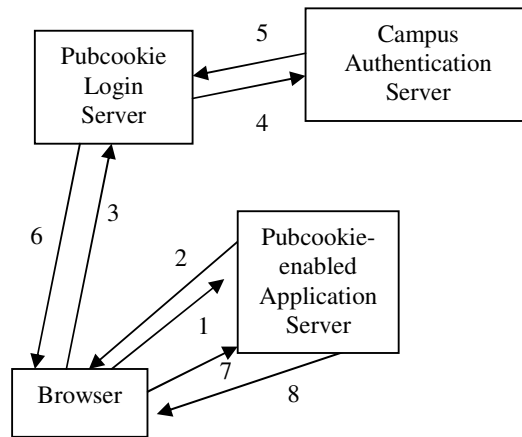 Pubcookie
Login
Server
5
Campus
Authentication
Server
4
6
3
2
Pubcookie-
enabled
Application
Server
1
7
8
Browser